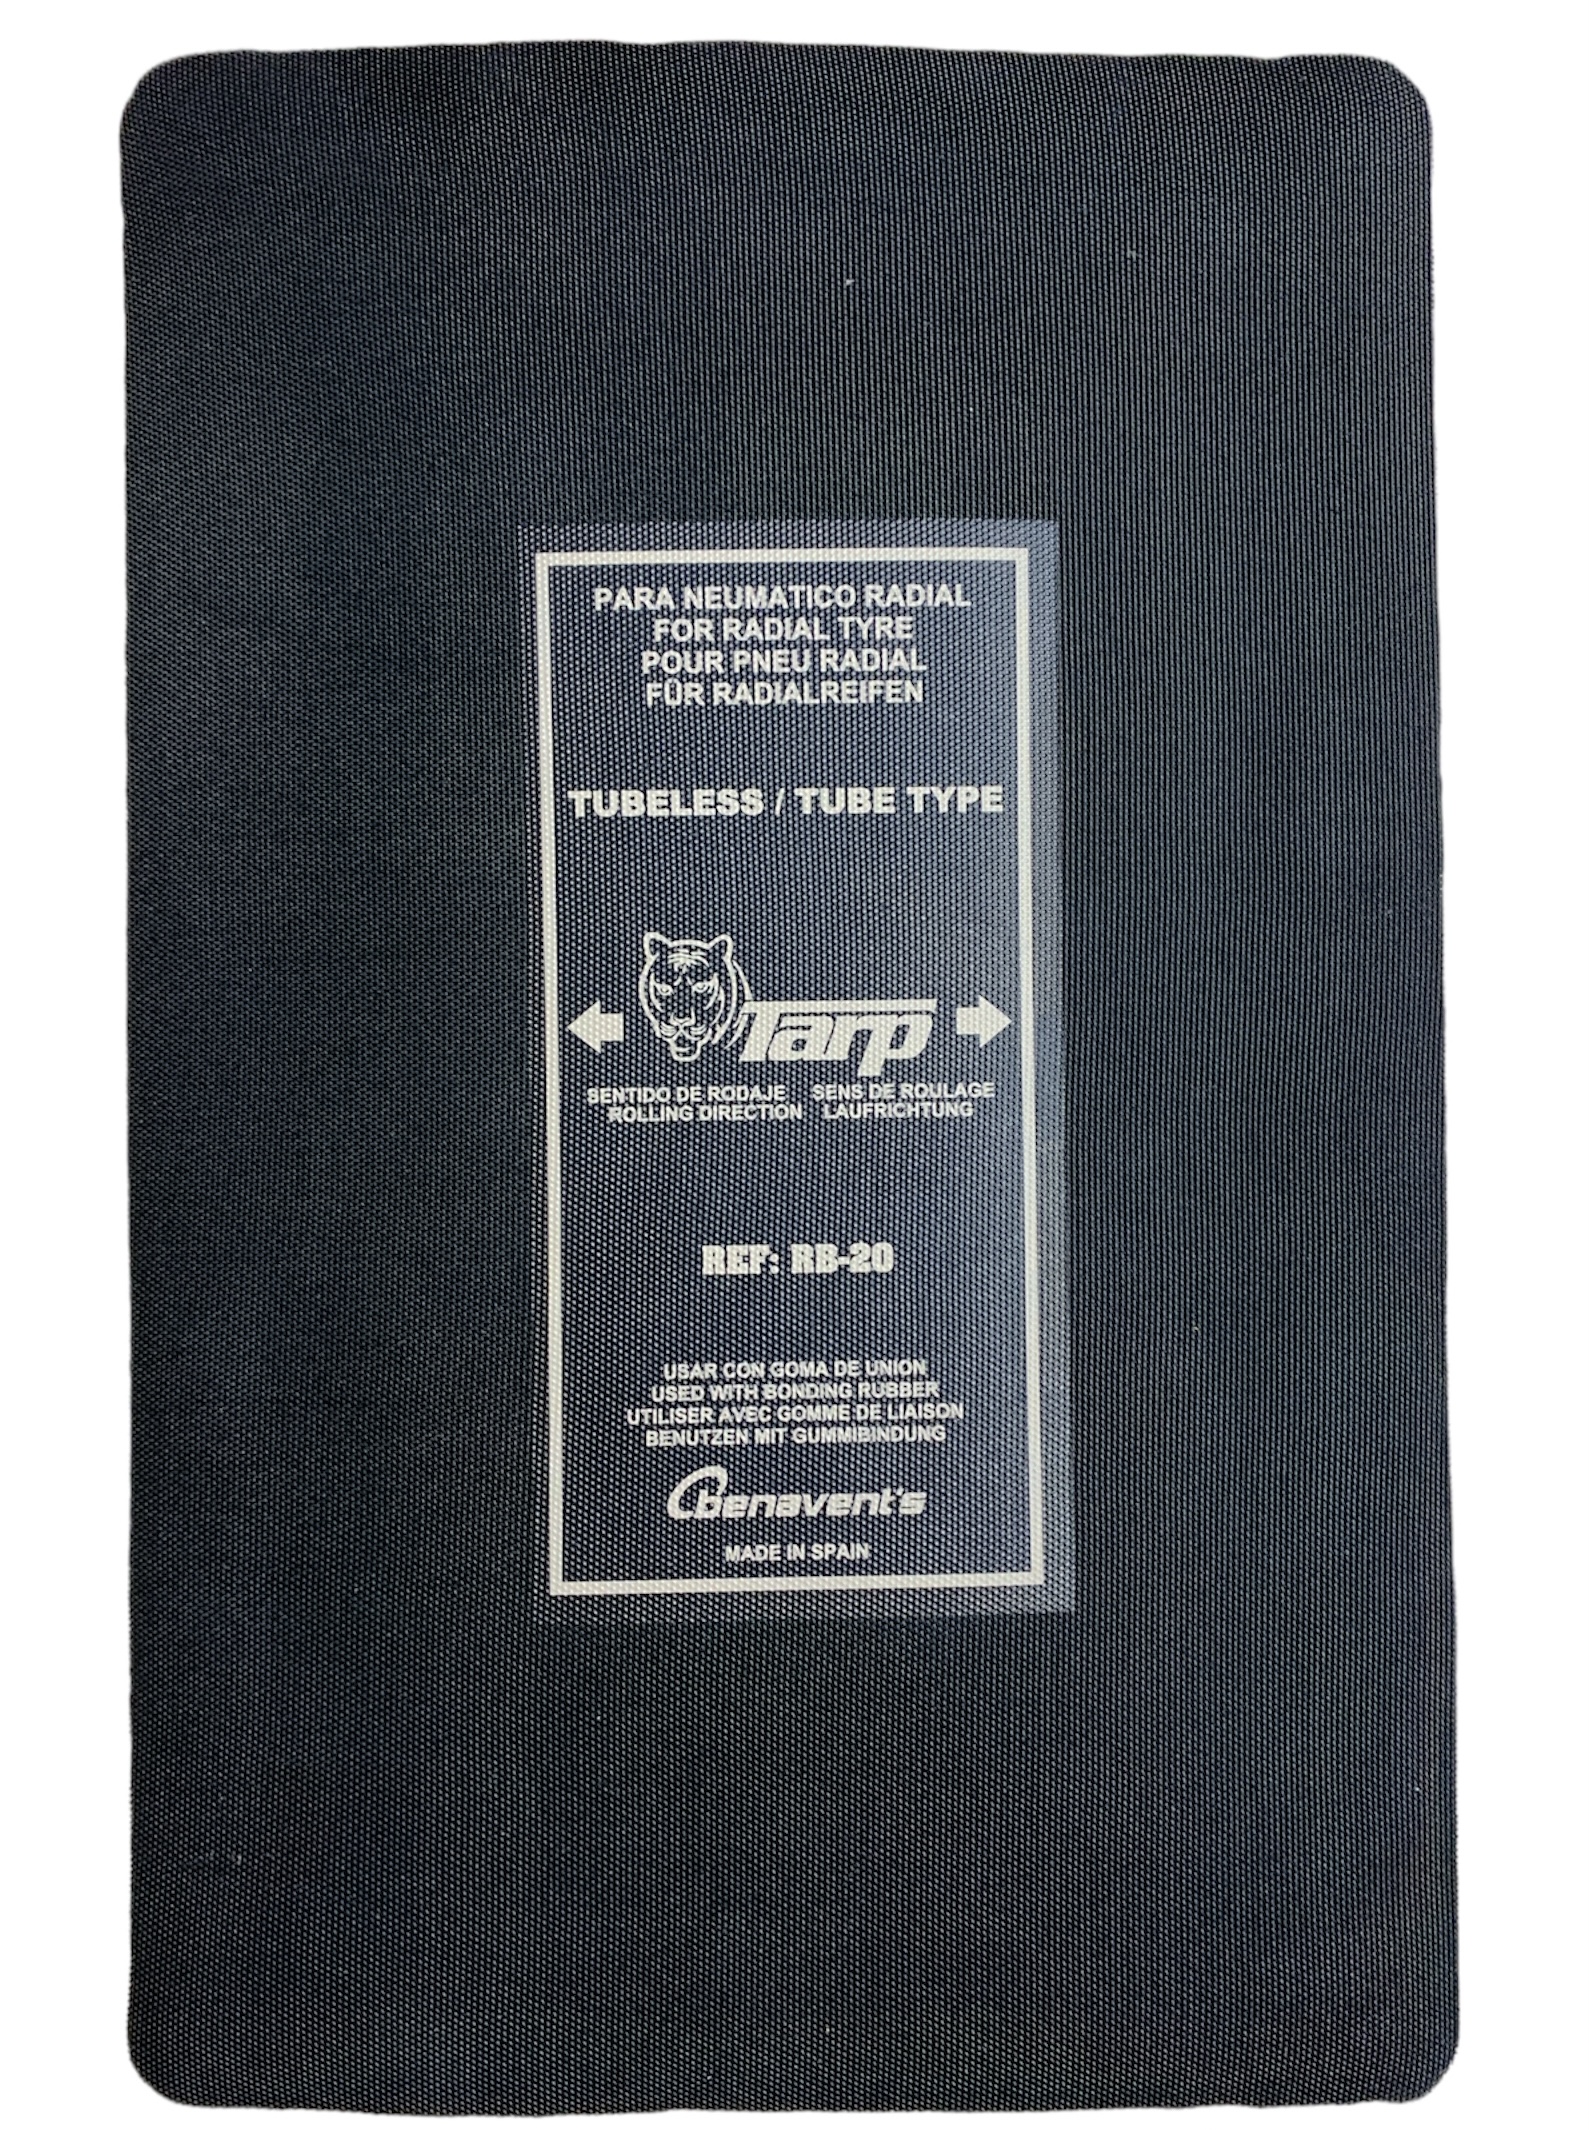 PARA NEUMATICO RADIAL
FOR RADIAL TYRE
POUR PNEU RADIAL
FÜR RADIALREIFEN
TUBELESS / TUBE TYPE
Tarp
SENTIDO DE RODAJE SENS DE ROULAGE
ROLLING DIRECTION LAUFRICHTUNG
REF: RB-20
USAR CON GOMA DE UNION
USED WITH BONDING RUBBER
UTILISER AVEC GOMME DE LIAISON
BENUTZEN MIT GUMMIBINDUNG
benavent's
MADE IN SPAIN